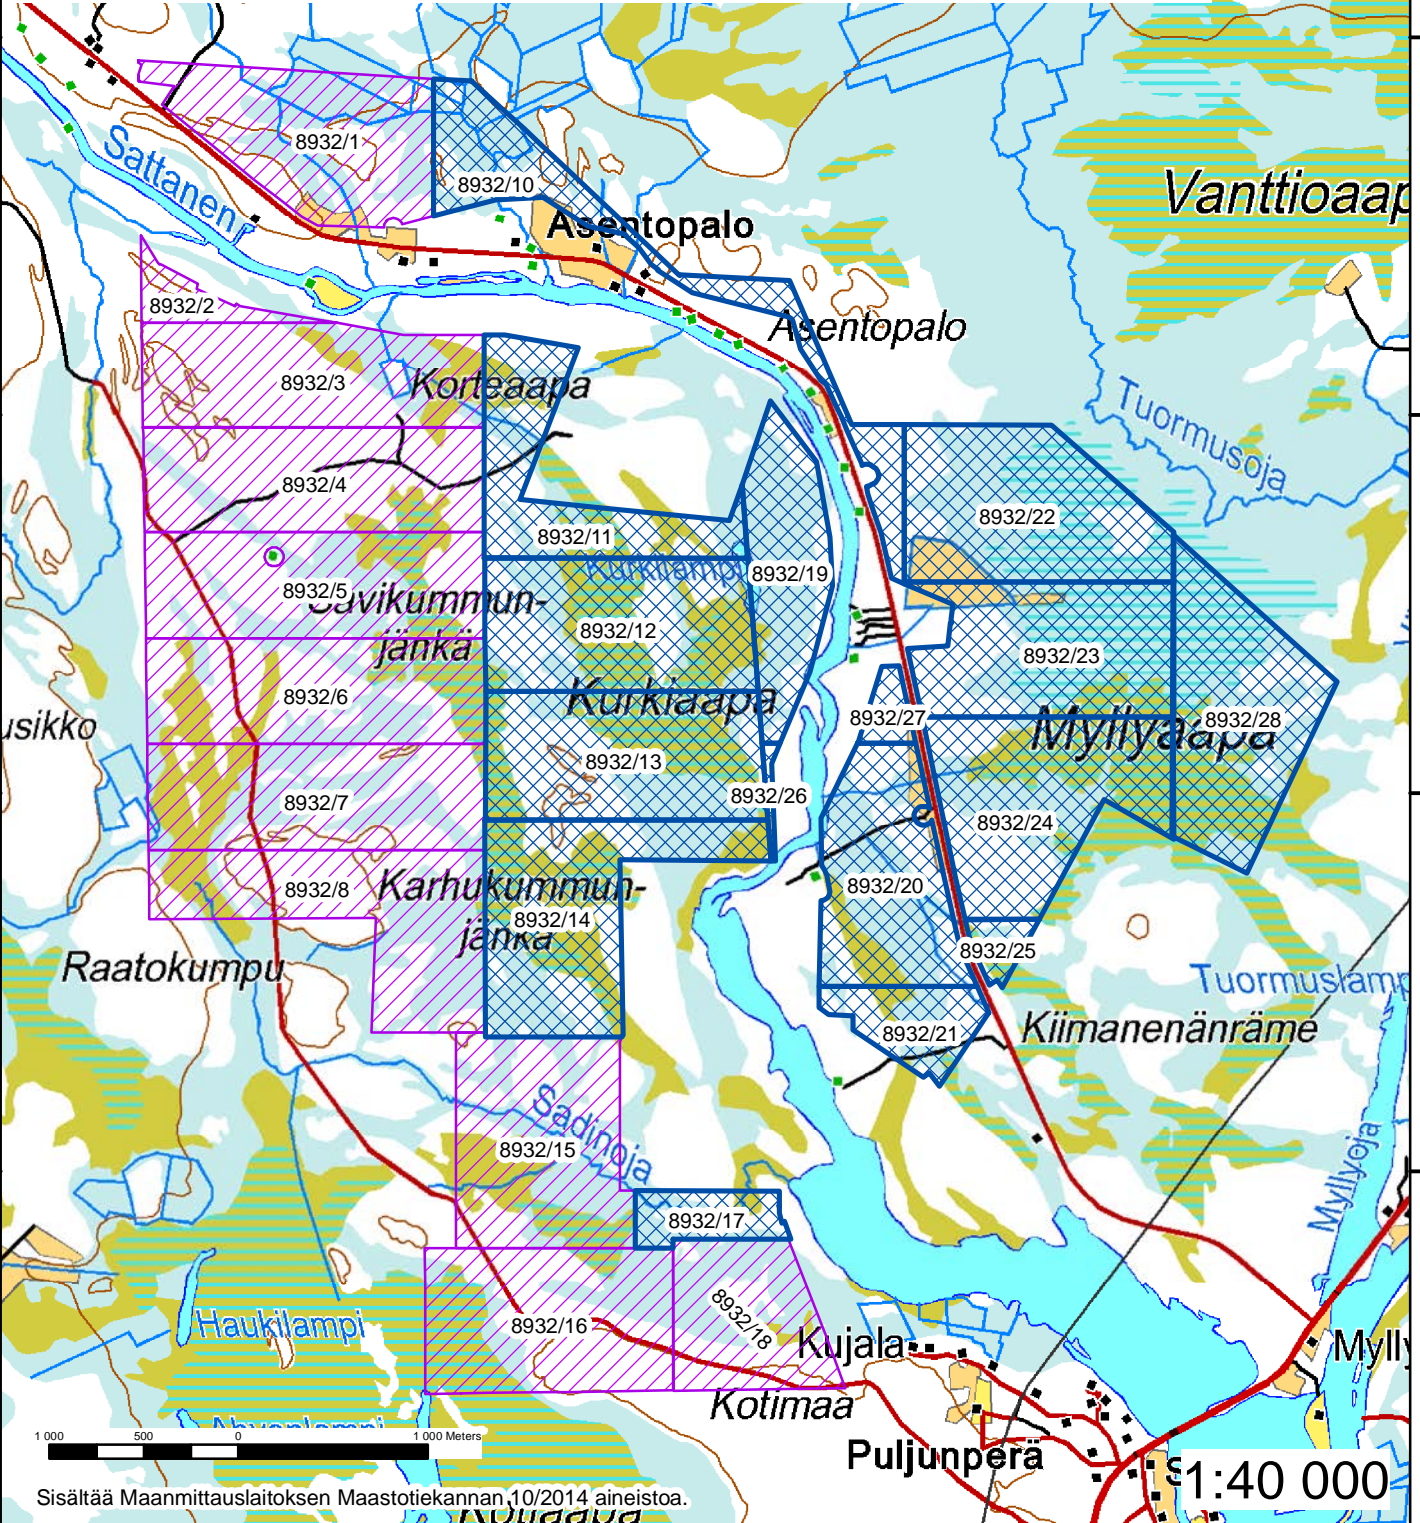 8932/1
Sattanen
8932/10
Asentopalo
Vanttioaap
8932/2
Asentopalo
8932/3
Korteaapa
Tuormusoja
8932/4
8932/22
8932/11
Kurkilampi
8932/19
8932/5
Savikummun-
jänkä
8932/12
8932/23
8932/6
Kurkiaapa
8932/27
Myllyaapa
8932/28
usikko
8932/13
8932/26
8932/7
8932/24
8932/8
Karhukummun-
jänkä
8932/20
8932/14
8932/25
Raatokumpu
Tuormuslamp
8932/21
Kiimanenänräme
Sadinoja
8932/15
Myllyoja
8932/17
Haukilampi
8932/16
8932/18
Kujala
Mylly
Kotimaa
Ahvenlampi
1 000 500 0 1 000 Meters
Puljunperä
S
1:40 000
Sisältää Maanmittauslaitoksen Maastotiekannan 10/2014 aineistoa.